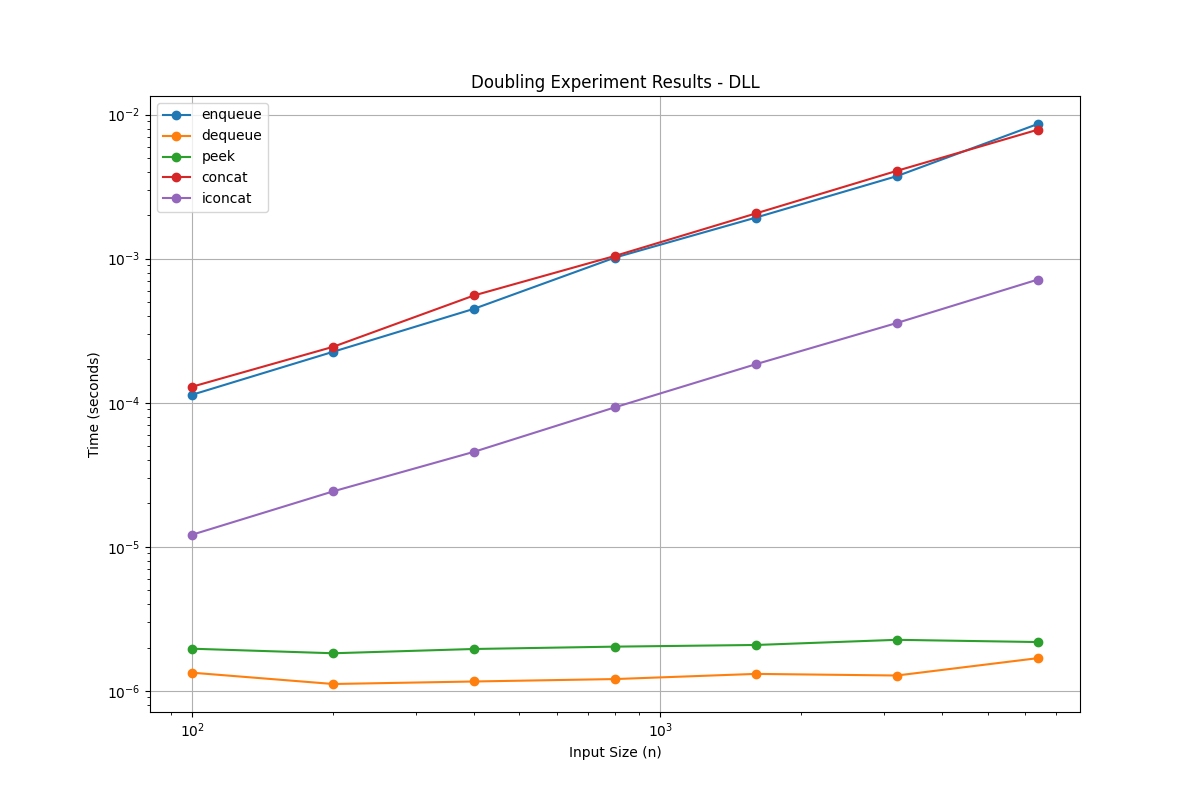 Doubling Experiment Results - DLL
enqueue
dequeue
peek
concat
iconcat
10⁻²
10⁻³
10⁻⁴
10⁻⁵
10⁻⁶
Time (seconds)
10²
10³
Input Size (n)